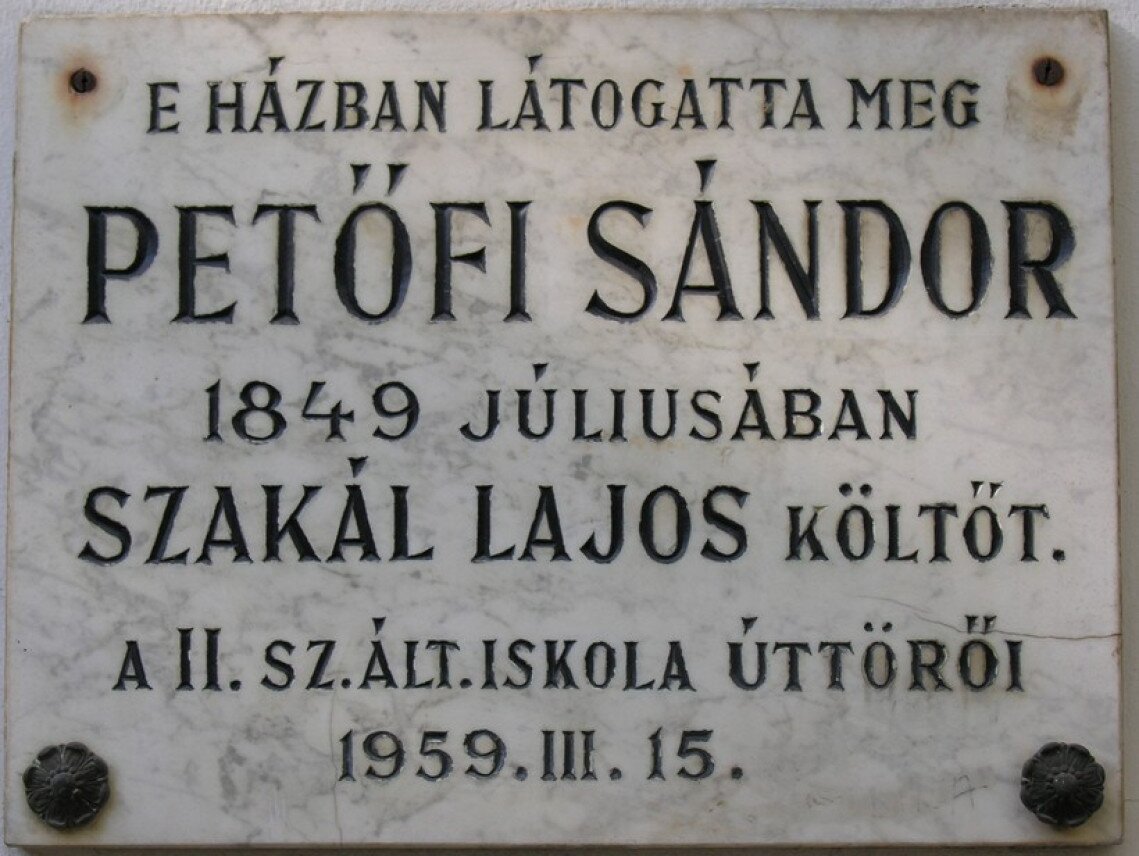 E HÁZBAN LÁTOGATTA MEG
PETŐFI SÁNDOR
1849 JÚLIUSÁBAN
SZAKÁL LAJOS KÖLTŐT.
A II. SZ. ÁLT. ISKOLA ÚTTÖRŐI
1959. III. 15.